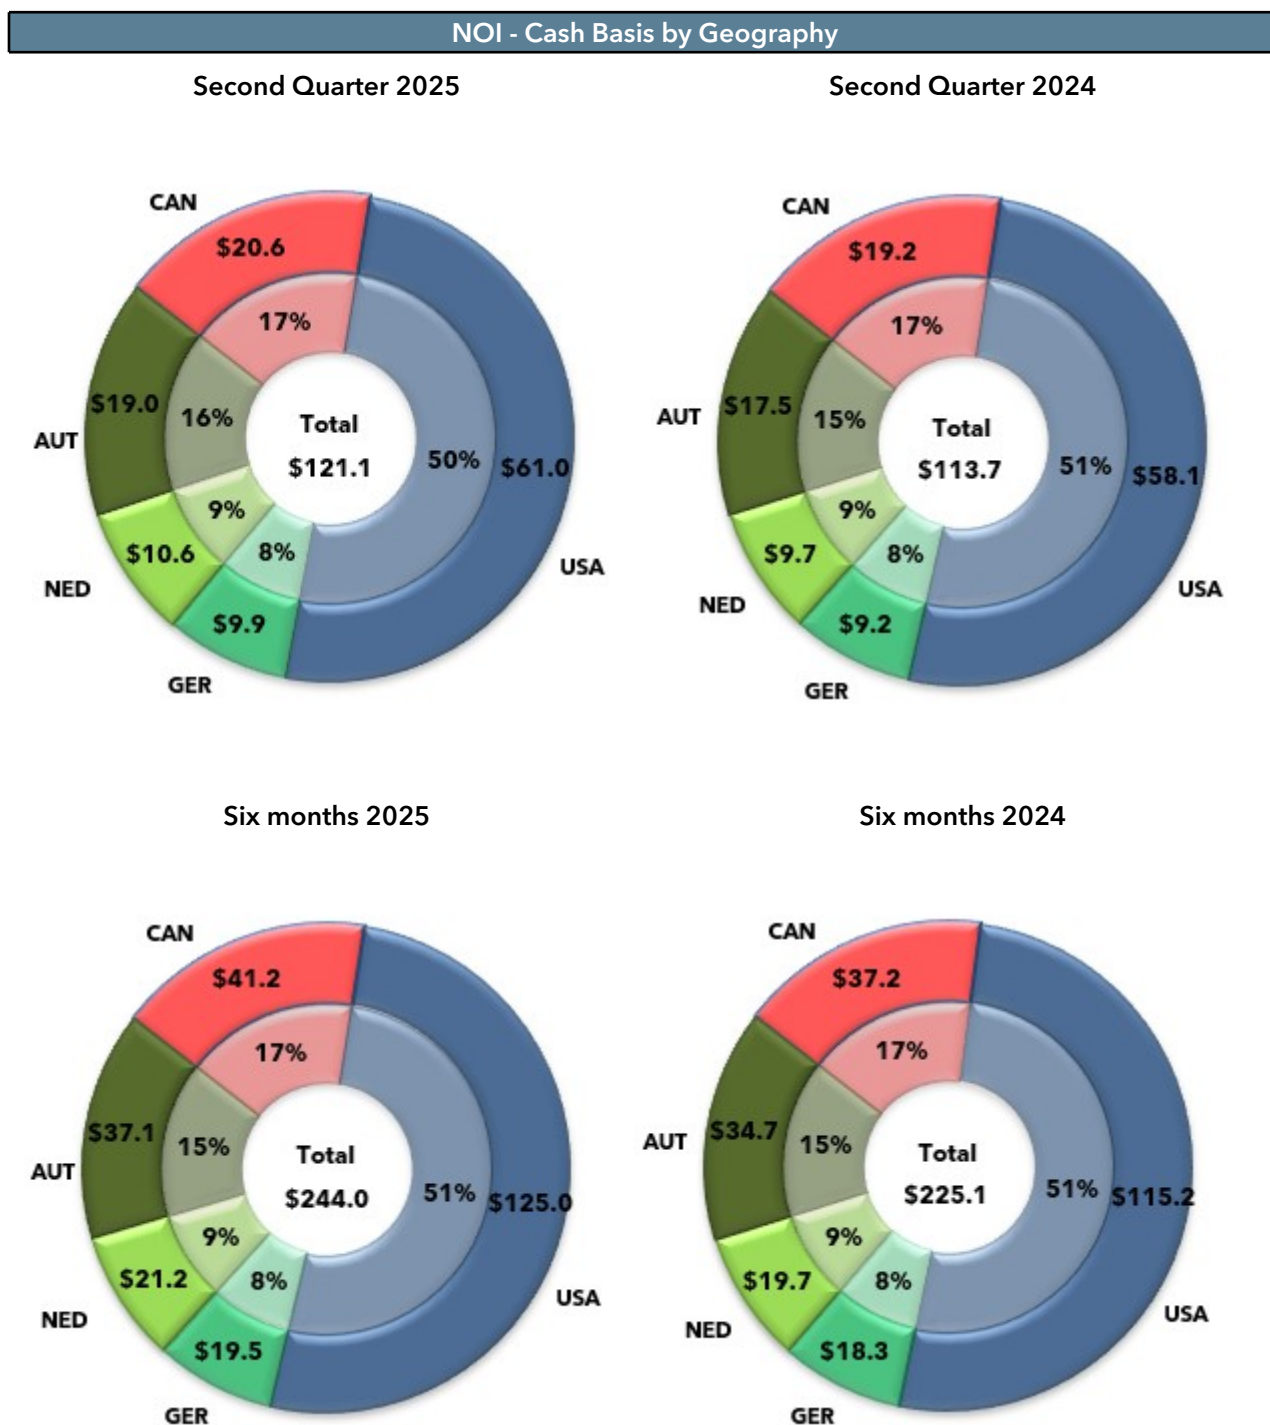 NOI - Cash Basis by Geography
Second Quarter 2025
CAN
$20.6
17%
$19.0
16%
AUT
Total
$121.1
50%
$61.0
9%
$10.6
NED
8%
$9.9
GER
USA
Second Quarter 2024
CAN
$19.2
17%
$17.5
15%
AUT
Total
$113.7
51%
$58.1
9%
$9.7
NED
8%
$9.2
GER
USA
Six months 2025
CAN
$41.2
17%
$37.1
15%
AUT
Total
$244.0
51%
$125.0
9%
$21.2
NED
8%
$19.5
GER
USA
Six months 2024
CAN
$37.2
17%
$34.7
15%
AUT
Total
$225.1
51%
$115.2
9%
$19.7
NED
8%
$18.3
GER
USA